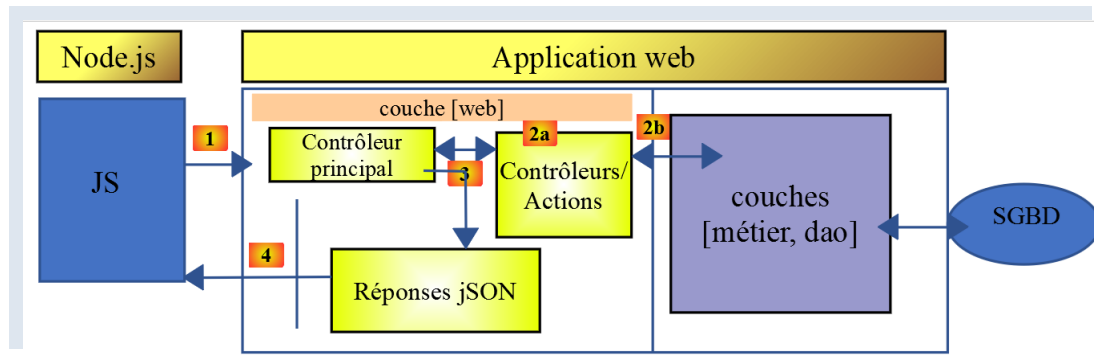 Node.js
Application web
couche [web]
1
Contrôleur
principal
2a
2b
3
Contrôleurs/
Actions
JS
couches
[métier, dao]
SGBD
4
Réponses jSON